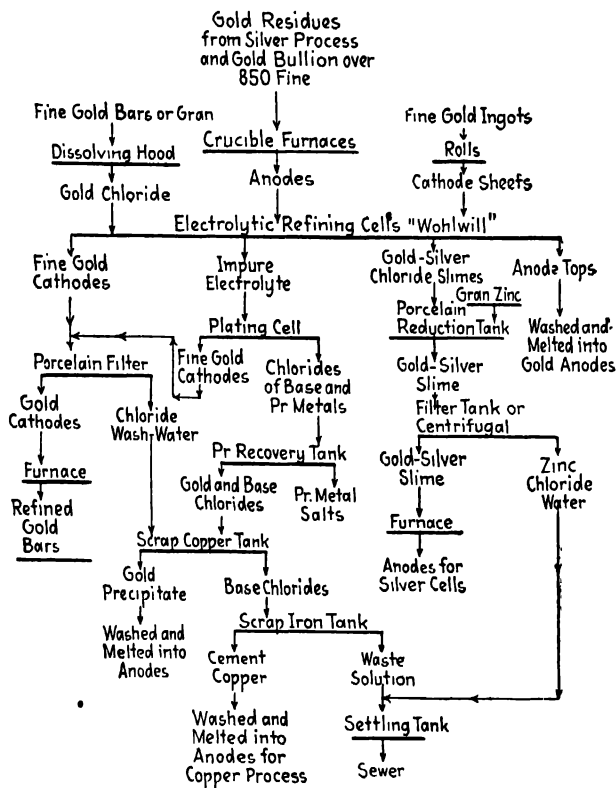 Gold Residues
from Silver Process
and Gold Bullion over
850 Fine
Fine Gold Bars or Gran
Fine Gold Ingots
Dissolving Hood
Crucible Furnaces
Rolls
Gold Chloride
Anodes
Cathode Sheets
Electrolytic Refining Cells "Wohlwill"
Fine Gold
Cathodes
Impure
Electrolyte
Gold-Silver
Chloride Slimes
Anode Tops
Gran Zinc
Porcelain
Reduction Tank
Washed and
Melted into
Gold Anodes
Plating Cell
Porcelain Filter
Fine Gold
Cathodes
Chlorides
of Base and
Pr Metals
Gold-Silver
Slime
Filter Tank or
Centrifugal
Gold
Cathodes
Chloride
Wash-Water
Pr Recovery Tank
Gold-Silver
Slime
Zinc
Chloride
Water
Furnace
Gold and Base
Chlorides
Pr. Metal
Salts
Refined
Gold
Bars
Furnace
Scrap Copper Tank
Anodes for
Silver Cells
Gold
Precipitate
Base Chlorides
Washed and
Melted into
Anodes
Scrap Iron Tank
Cement
Copper
Waste
Solution
Washed and
Melted into
Anodes for
Copper Process
Settling Tank
Sewer